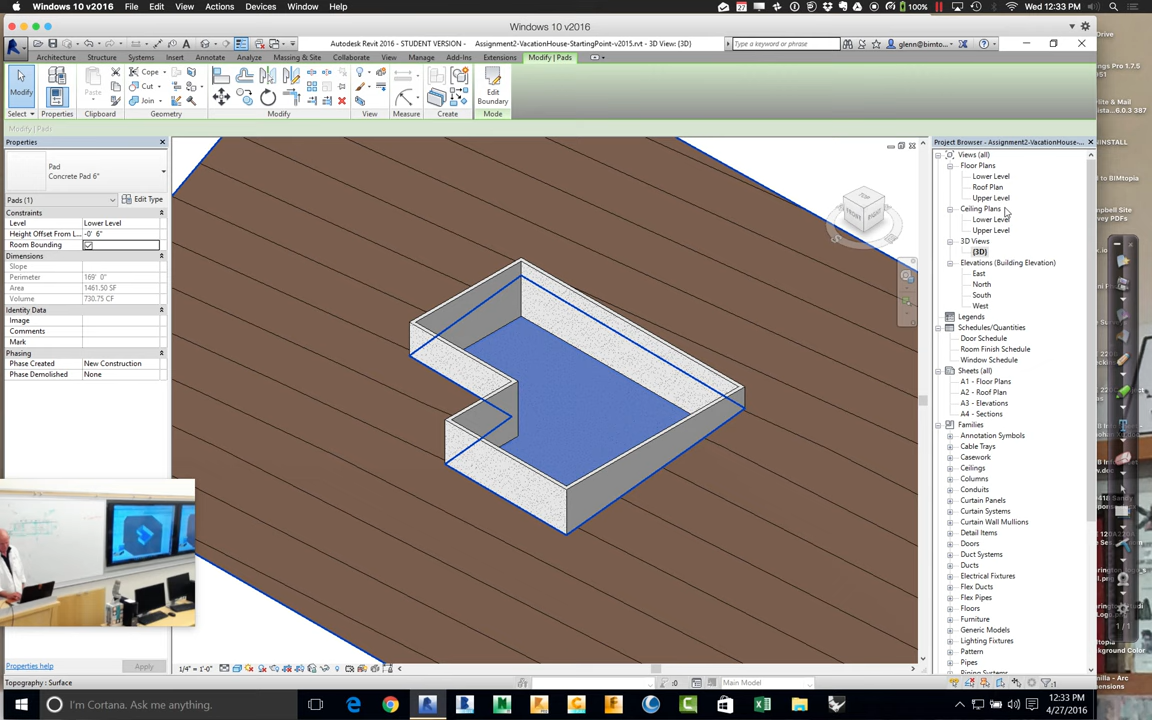 Windows 10 v2016 File Edit View Actions Devices Window Help 100% Wed 12:33 PM
Windows 10 v2016
Autodesk Revit 2016 - STUDENT VERSION - Assignment2-VacationHouse-StartingPoint-v2015.rvt - 3D View: {3D}
Type a keyword or phrase
Architecture Structure Systems Insert Annotate Analyze Massing & Site Collaborate View Manage Add-Ins Extensions Modify | Pads
Modify Paste Cope Cut Join Edit Boundary
Select Properties Clipboard Geometry Modify View Measure Create Mode
Modify | Pads
Properties
Pad
Concrete Pad 6"
Pads (1) Edit Type
Constraints
Level Lower Level
Height Offset From L... -0' 6"
Room Bounding
Dimensions
Slope
Perimeter 169' 0"
Area 1461.50 SF
Volume 730.75 CF
Identity Data
Image
Comments
Mark
Phasing
Phase Created New Construction
Phase Demolished None
Properties help Apply
TOP
FRONT
RIGHT
Project Browser - Assignment2-VacationHouse-...
Views (all)
Floor Plans
Lower Level
Roof Plan
Upper Level
Ceiling Plans
Lower Level
Upper Level
3D Views
{3D}
Elevations (Building Elevation)
East
North
South
West
Legends
Schedules/Quantities
Door Schedule
Room Finish Schedule
Window Schedule
Sheets (all)
A1 - Floor Plans
A2 - Roof Plan
A3 - Elevations
A4 - Sections
Families
Annotation Symbols
Cable Trays
Casework
Ceilings
Columns
Conduits
Curtain Panels
Curtain Systems
Curtain Wall Mullions
Detail Items
Doors
Duct Systems
Ducts
Electrical Fixtures
Flex Ducts
Flex Pipes
Floors
Furniture
Generic Models
Lighting Fixtures
Pattern
Pipes
1/4" = 1'-0"
Topography : Surface
:0 Main Model
:1
I'm Cortana. Ask me anything.
12:33 PM
4/27/2016